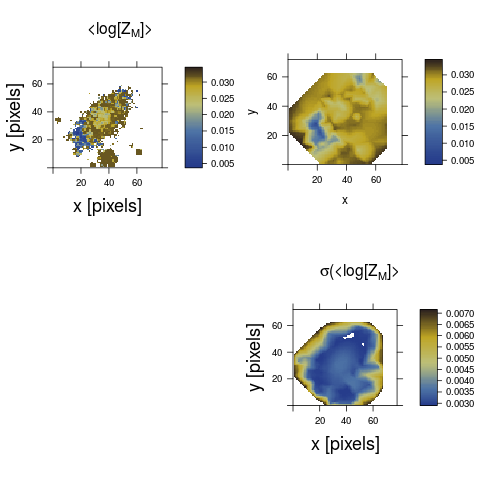 <log[Z_M]>
60
40
20
y [pixels]
20 40 60
x [pixels]
0.030
0.025
0.020
0.015
0.010
0.005
60
40
20
y
20 40 60
x
0.030
0.025
0.020
0.015
0.010
0.005
σ(<log[Z_M]>
60
40
20
y [pixels]
20 40 60
x [pixels]
0.0070
0.0065
0.0060
0.0055
0.0050
0.0045
0.0040
0.0035
0.0030